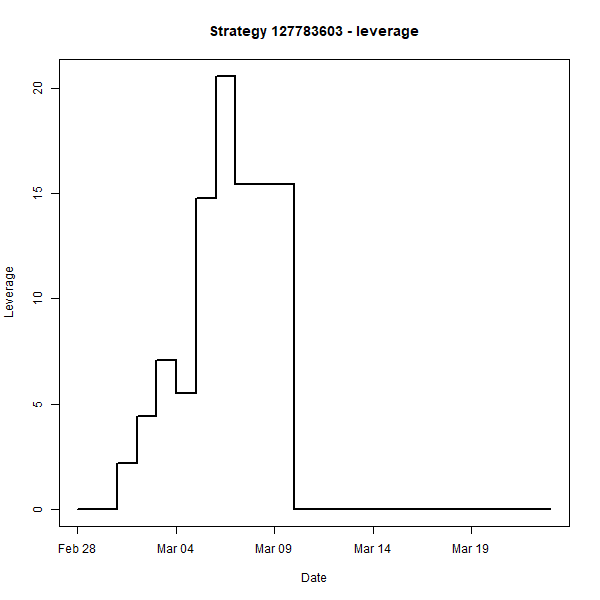 Strategy 127783603 - leverage
Leverage
20
15
10
5
0
Feb 28
Mar 04
Mar 09
Mar 14
Mar 19
Date